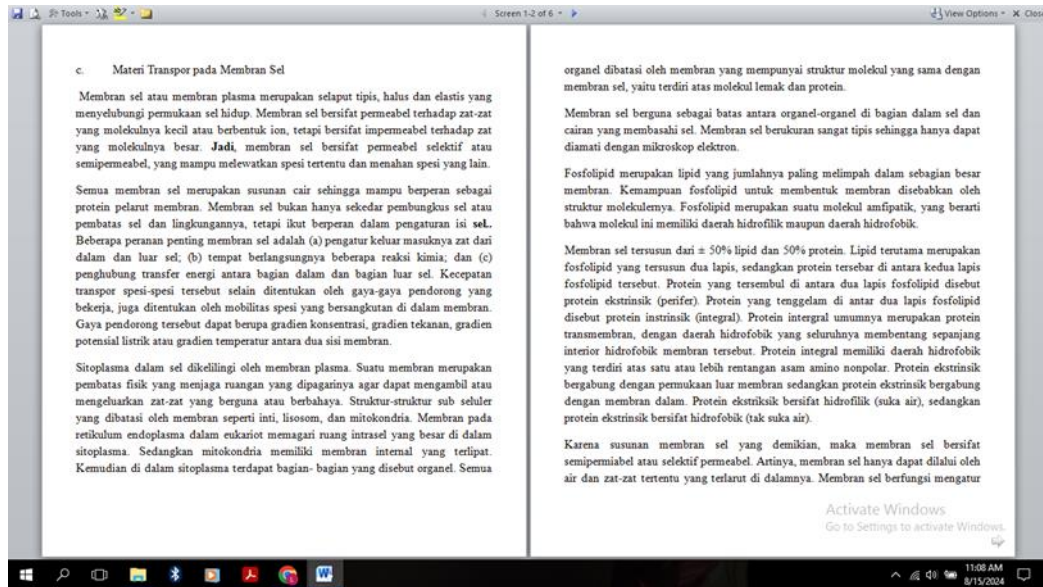 Tools
Screen 1-2 of 6
View Options
Clos
c. Materi Transpor pada Membran Sel
Membran sel atau membran plasma merupakan selaput tipis, halus dan elastis yang
menyelubungi permukaan sel hidup. Membran sel bersifat permeabel terhadap zat-zat
yang molekulnya kecil atau berbentuk ion, tetapi bersifat impermeabel terhadap zat
yang molekulnya besar. Jadi, membran sel bersifat permeabel selektif atau
semipermeabel, yang mampu melewatkan spesi tertentu dan menahan spesi yang lain.
Semua membran sel merupakan susunan cair sehingga mampu berperan sebagai
protein pelarut membran. Membran sel bukan hanya sekedar pembungkus sel atau
pembatas sel dan lingkungannya, tetapi ikut berperan dalam pengaturan isi sel..
Beberapa peranan penting membran sel adalah (a) pengatur keluar masuknya zat dari
dalam dan luar sel; (b) tempat berlangsungnya beberapa reaksi kimia; dan (c)
penghubung transfer energi antara bagian dalam dan bagian luar sel. Kecepatan
transpor spesi-spesi tersebut selain ditentukan oleh gaya-gaya pendorong yang
bekerja, juga ditentukan oleh mobilitas spesi yang bersangkutan di dalam membran.
Gaya pendorong tersebut dapat berupa gradien konsentrasi, gradien tekanan, gradien
potensial listrik atau gradien temperatur antara dua sisi membran.
Sitoplasma dalam sel dikelilingi oleh membran plasma. Suatu membran merupakan
pembatas fisik yang menjaga ruangan yang dipagarinya agar dapat mengambil atau
mengeluarkan zat-zat yang berguna atau berbahaya. Struktur-struktur sub seluler
yang dibatasi oleh membran seperti inti, lisosom, dan mitokondria. Membran pada
retikulum endoplasma dalam eukariot memagari ruang intrasel yang besar di dalam
sitoplasma. Sedangkan mitokondria memiliki membran internal yang terlipat.
Kemudian di dalam sitoplasma terdapat bagian- bagian yang disebut organel. Semua
organel dibatasi oleh membran yang mempunyai struktur molekul yang sama dengan
membran sel, yaitu terdiri atas molekul lemak dan protein.
Membran sel berguna sebagai batas antara organel-organel di bagian dalam sel dan
cairan yang membasahi sel. Membran sel berukuran sangat tipis sehingga hanya dapat
diamati dengan mikroskop elektron.
Fosfolipid merupakan lipid yang jumlahnya paling melimpah dalam sebagian besar
membran. Kemampuan fosfolipid untuk membentuk membran disebabkan oleh
struktur molekulernya. Fosfolipid merupakan suatu molekul amfipatik, yang berarti
bahwa molekul ini memiliki daerah hidrofilik maupun daerah hidrofobik.
Membran sel tersusun dari ± 50% lipid dan 50% protein. Lipid terutama merupakan
fosfolipid yang tersusun dua lapis, sedangkan protein tersebar di antara kedua lapis
fosfolipid tersebut. Protein yang tersembul di antara dua lapis fosfolipid disebut
protein ekstrinsik (perifer). Protein yang tenggelam di antar dua lapis fosfolipid
disebut protein instrinsik (integral). Protein intergral umumnya merupakan protein
transmembran, dengan daerah hidrofobik yang seluruhnya membentang sepanjang
interior hidrofobik membran tersebut. Protein integral memiliki daerah hidrofobik
yang terdiri atas satu atau lebih rentangan asam amino nonpolar. Protein ekstrinsik
bergabung dengan permukaan luar membran sedangkan protein ekstrinsik bergabung
dengan membran dalam. Protein ekstriksik bersifat hidrofilik (suka air), sedangkan
protein ekstrinsik bersifat hidrofobik (tak suka air).
Karena susunan membran sel yang demikian, maka membran sel bersifat
semipermiabel atau selektif permeabel. Artinya, membran sel hanya dapat dilalui oleh
air dan zat-zat tertentu yang terlarut di dalamnya. Membran sel berfungsi mengatur
Activate Windows
Go to Settings to activate Windows.
11:08 AM
8/15/2024